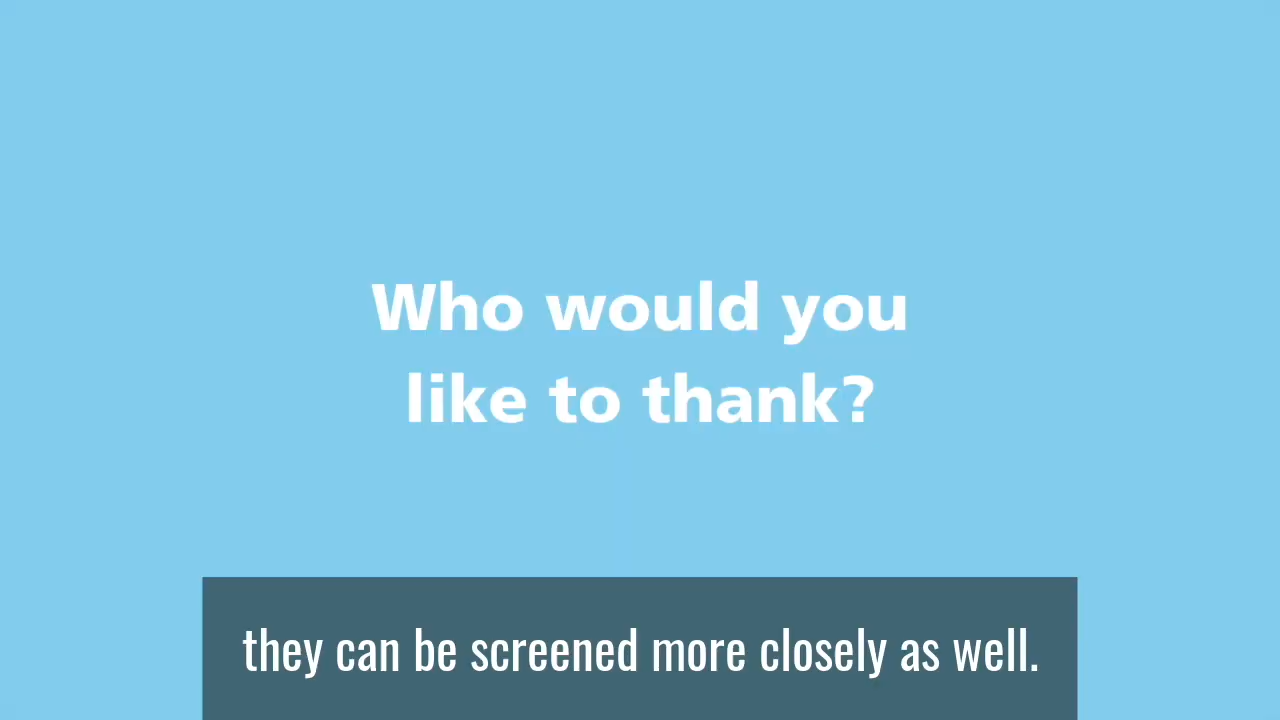 Who would you
like to thank?
they can be screened more closely as well.